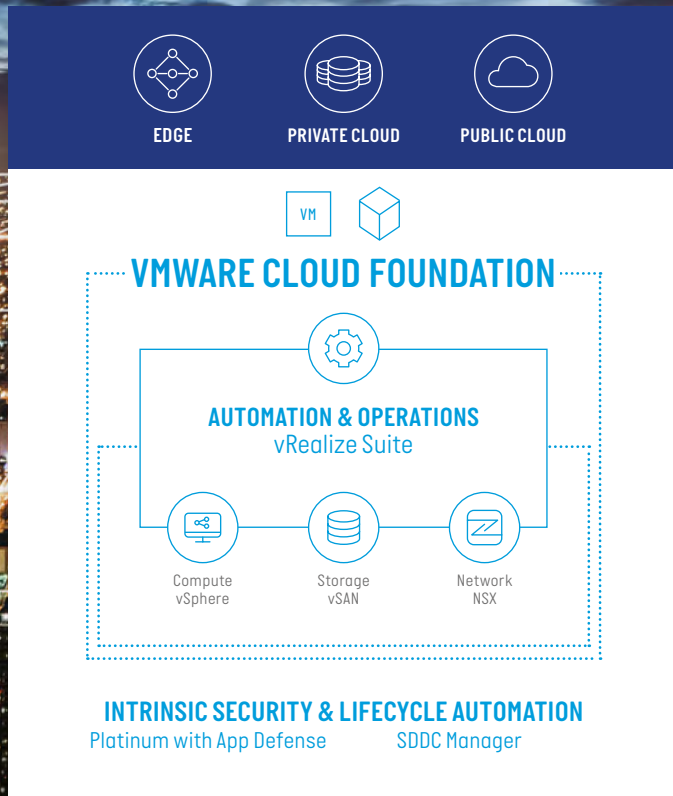 EDGE
PRIVATE CLOUD
PUBLIC CLOUD
VM
VMWARE CLOUD FOUNDATION
AUTOMATION & OPERATIONS
vRealize Suite
Compute
vSphere
Storage
vSAN
Network
NSX
INTRINSIC SECURITY & LIFECYCLE AUTOMATION
Platinum with App Defense
SDDC Manager